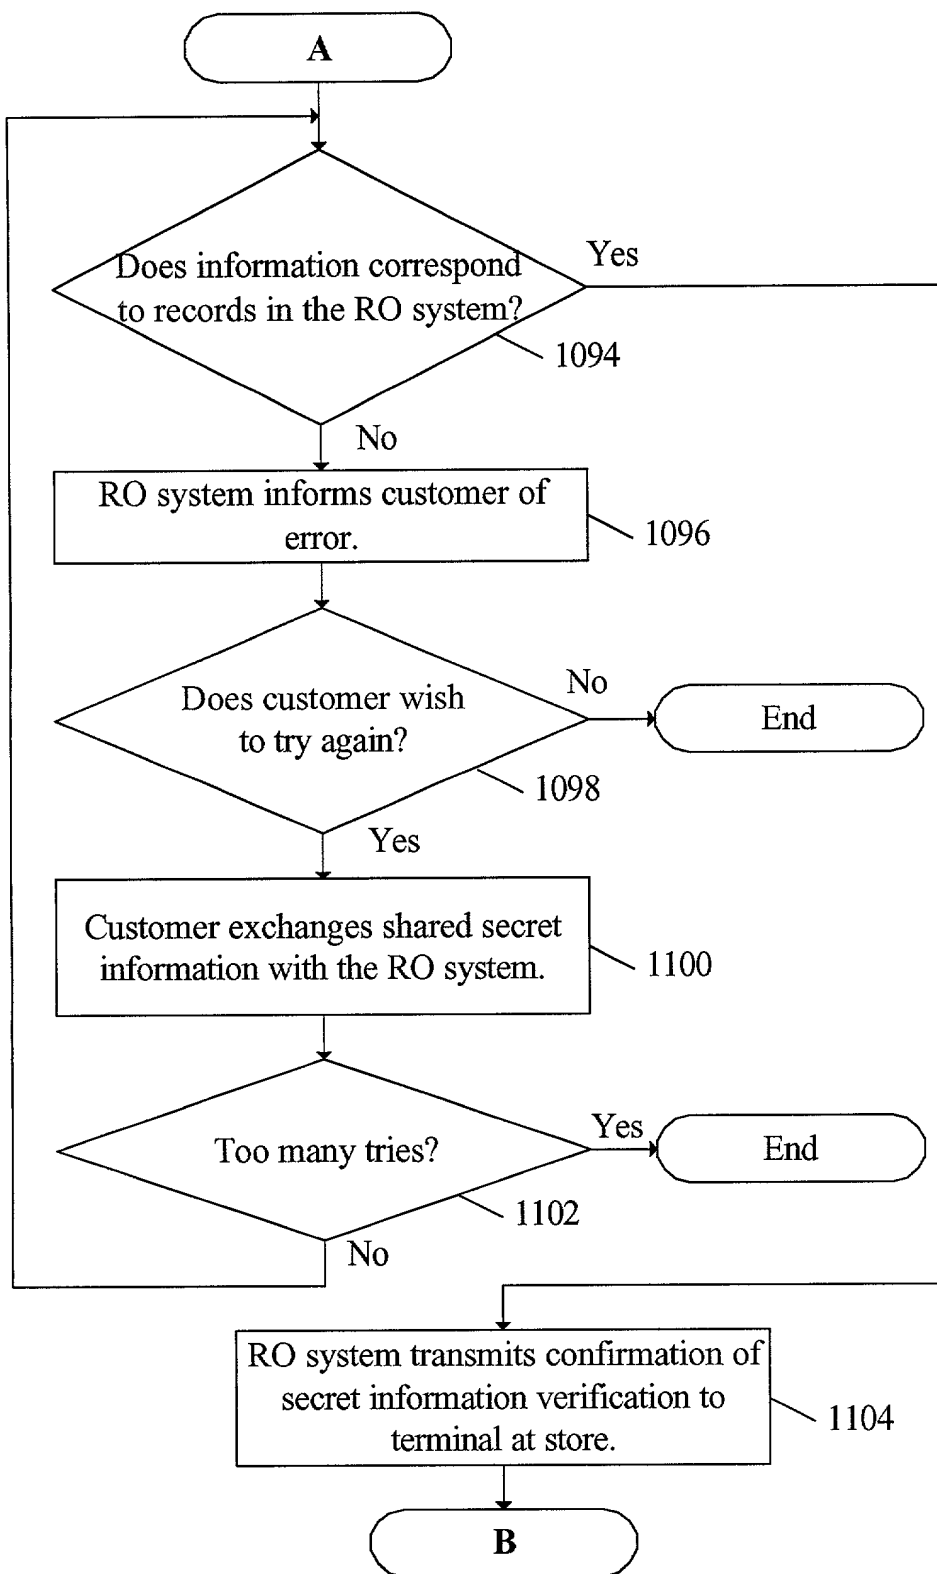 A
Does information correspond
to records in the RO system?
Yes
1094
No
RO system informs customer of
error.
1096
Does customer wish
to try again?
No
End
1098
Yes
Customer exchanges shared secret
information with the RO system.
1100
Too many tries?
Yes
End
1102
No
RO system transmits confirmation of
secret information verification to
terminal at store.
1104
B